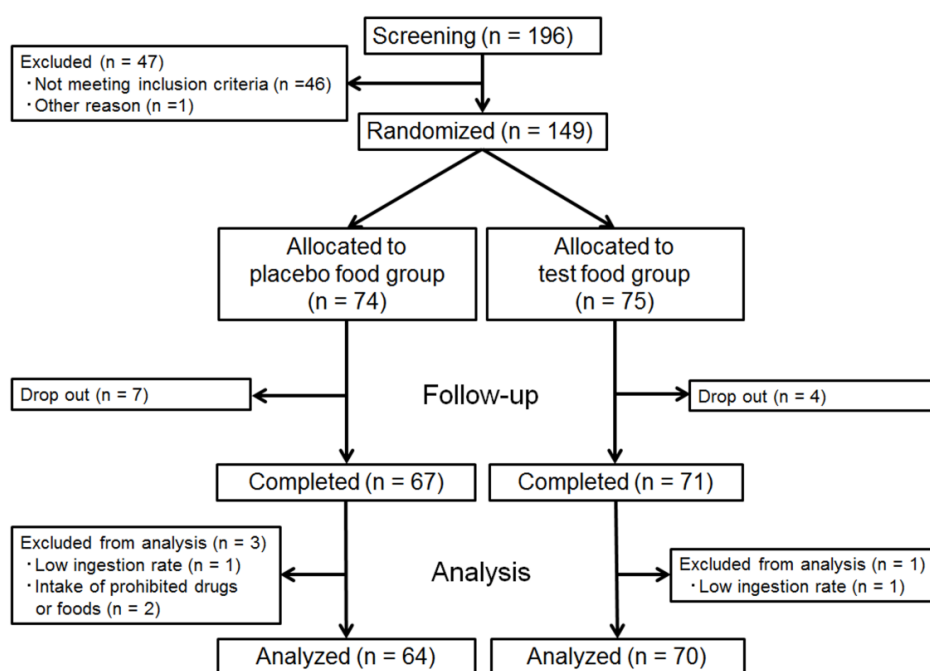 Screening (n = 196)
Excluded (n = 47)
・Not meeting inclusion criteria (n =46)
・Other reason (n =1)
Randomized (n = 149)
Allocated to
placebo food group
(n = 74)
Allocated to
test food group
(n = 75)
Drop out (n = 7)
Follow-up
Drop out (n = 4)
Completed (n = 67)
Completed (n = 71)
Excluded from analysis (n = 3)
・Low ingestion rate (n = 1)
・Intake of prohibited drugs
or foods (n = 2)
Analysis
Excluded from analysis (n = 1)
・Low ingestion rate (n = 1)
Analyzed (n = 64)
Analyzed (n = 70)